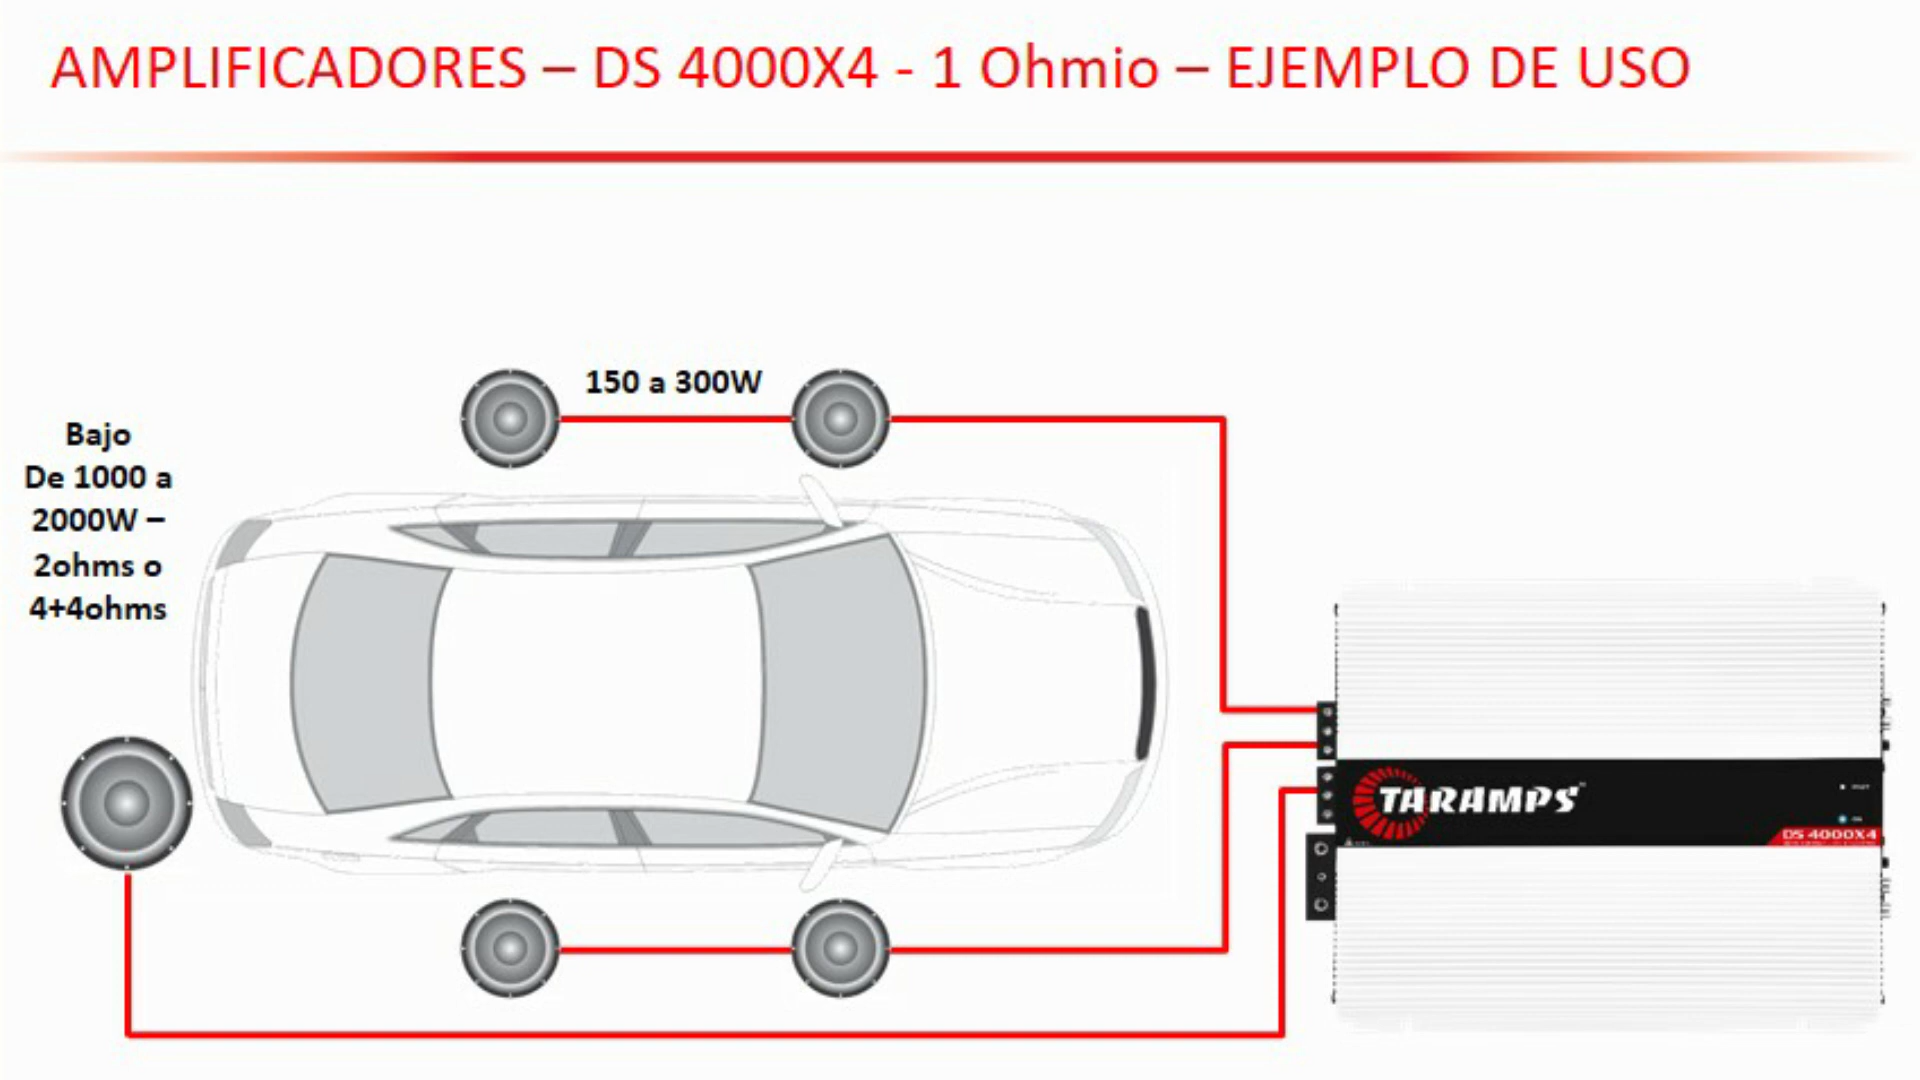 AMPLIFICADORES – DS 4000X4 - 1 Ohmio – EJEMPLO DE USO
150 a 300W
Bajo
De 1000 a
2000W –
2ohms o
4+4ohms
TARAMPS
DS 4000X4